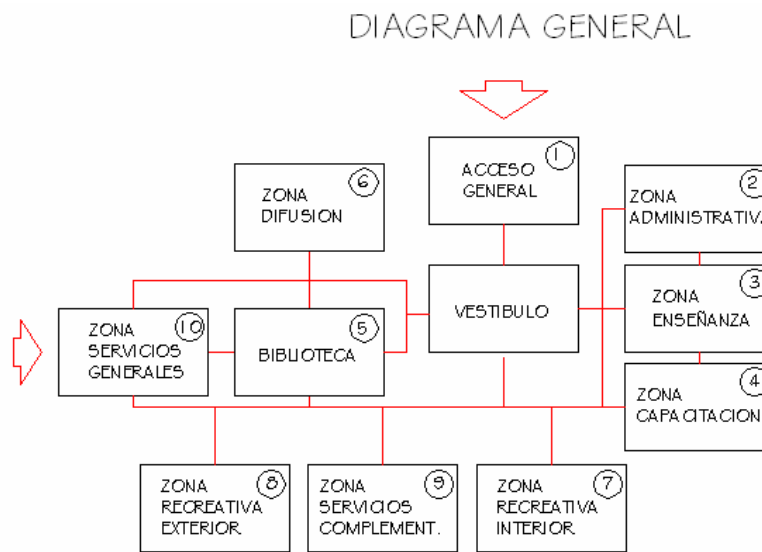 DIAGRAMA GENERAL
1
ACCESO
GENERAL
6
ZONA
DIFUSION
2
ZONA
ADMINISTRATIVA
VESTIBULO
3
ZONA
ENSEÑANZA
10
ZONA
SERVICIOS
GENERALES
5
BIBLIOTECA
4
ZONA
CAPACITACION
8
ZONA
RECREATIVA
EXTERIOR
9
ZONA
SERVICIOS
COMPLEMENT.
7
ZONA
RECREATIVA
INTERIOR